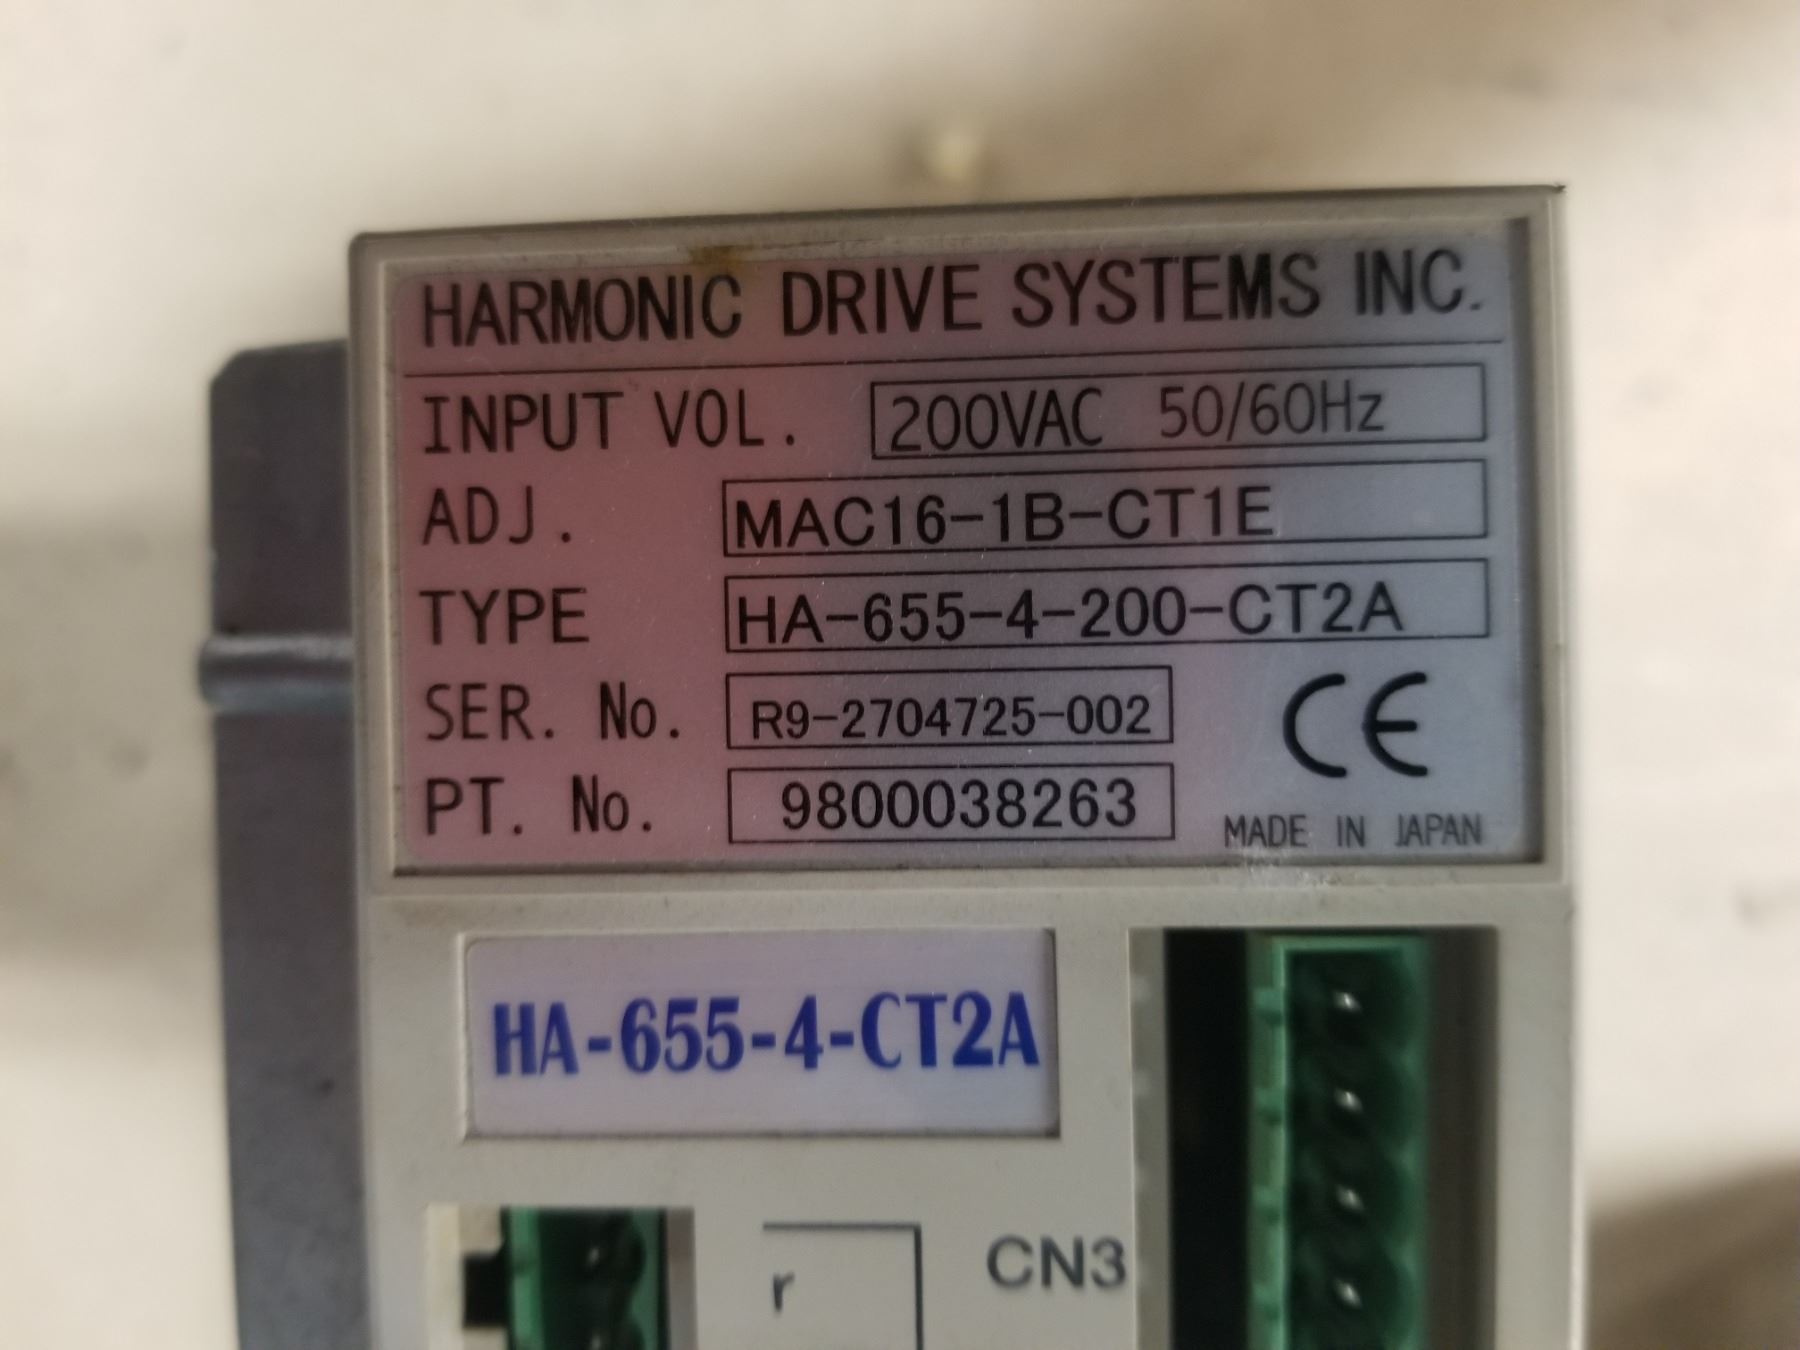 HARMONIC DRIVE SYSTEMS INC.
INPUT VOL. 200VAC 50/60Hz
ADJ. MAC16-1B-CT1E
TYPE HA-655-4-200-CT2A
SER. No. R9-2704725-002
PT. No. 9800038263
CE
MADE IN JAPAN
HA-655-4-CT2A
r
CN3